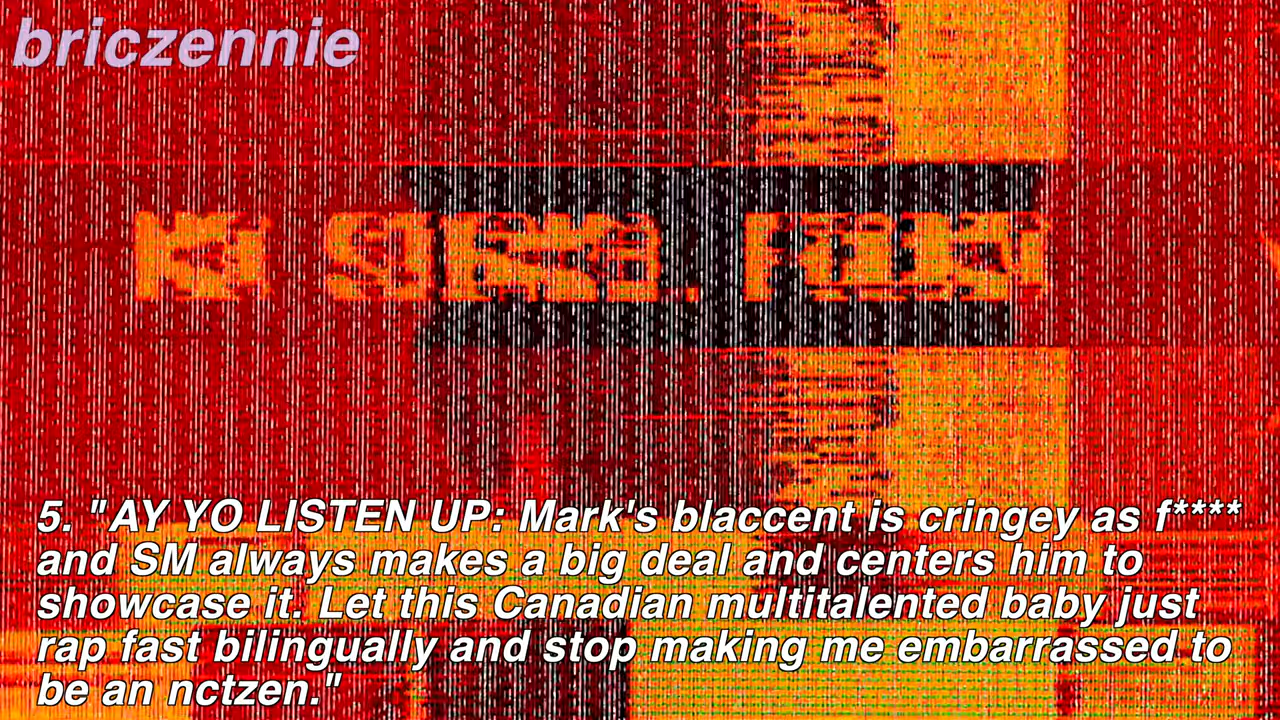 briczennie
5. "AY YO LISTEN UP: Mark's blaccent is cringey as f****
and SM always makes a big deal and centers him to
showcase it. Let this Canadian multitalented baby just
rap fast bilingually and stop making me embarrassed to
be an nctzen."